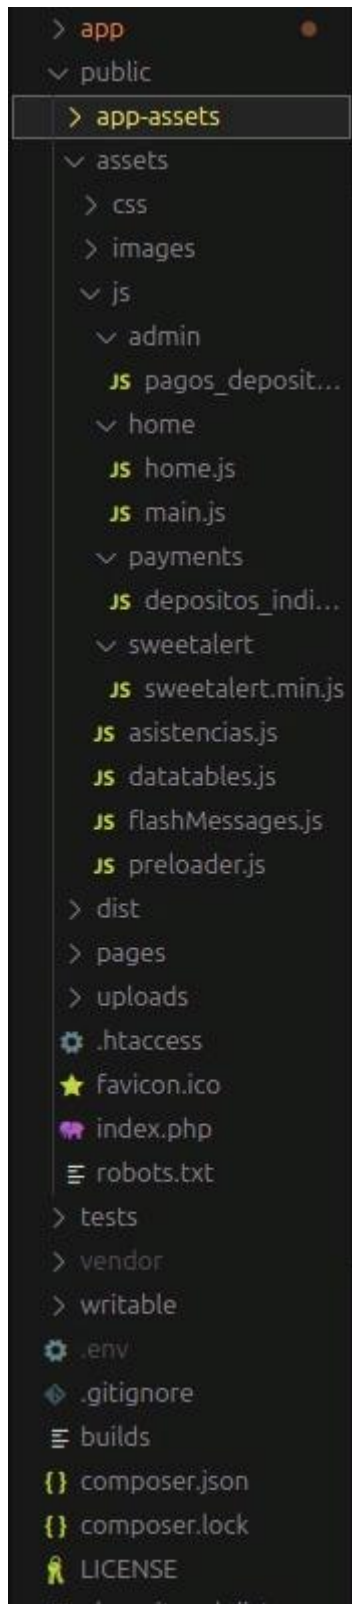 app
public
app-assets
assets
css
images
js
admin
JS pagos_deposit...
home
JS home.js
JS main.js
payments
JS depositos_indi...
sweetalert
JS sweetalert.min.js
JS asistencias.js
JS datatables.js
JS flashMessages.js
JS preloader.js
dist
pages
uploads
.htaccess
favicon.ico
index.php
robots.txt
tests
vendor
writable
.env
.gitignore
builds
{} composer.json
{} composer.lock
LICENSE